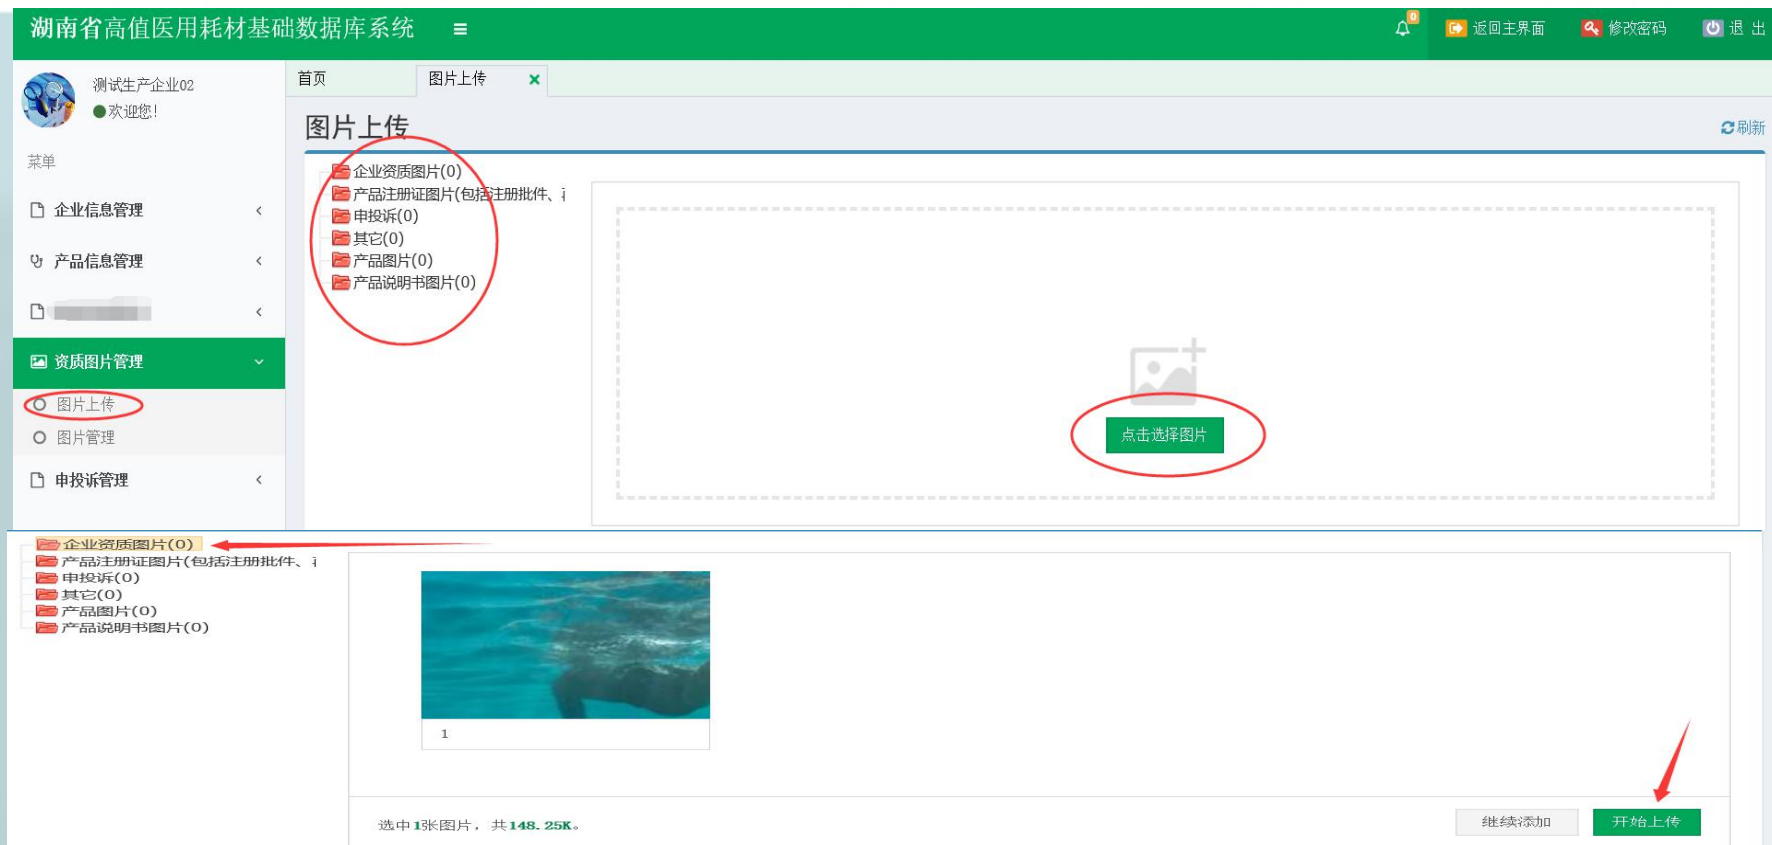 湖南省高值医用耗材基础数据库系统
0
返回主界面
修改密码
退 出
测试生产企业02
欢迎您!
菜单
企业信息管理
产品信息管理
资质图片管理
图片上传
图片管理
申投诉管理
首页
图片上传
图片上传
刷新
企业资质图片(0)
产品注册证图片(包括注册批件、
申投诉(0)
其它(0)
产品图片(0)
产品说明书图片(0)
点击选择图片
企业资质图片(0)
产品注册证图片(包括注册批件、
申投诉(0)
其它(0)
产品图片(0)
产品说明书图片(0)
1
选中1张图片，共148.25K。
继续添加
开始上传